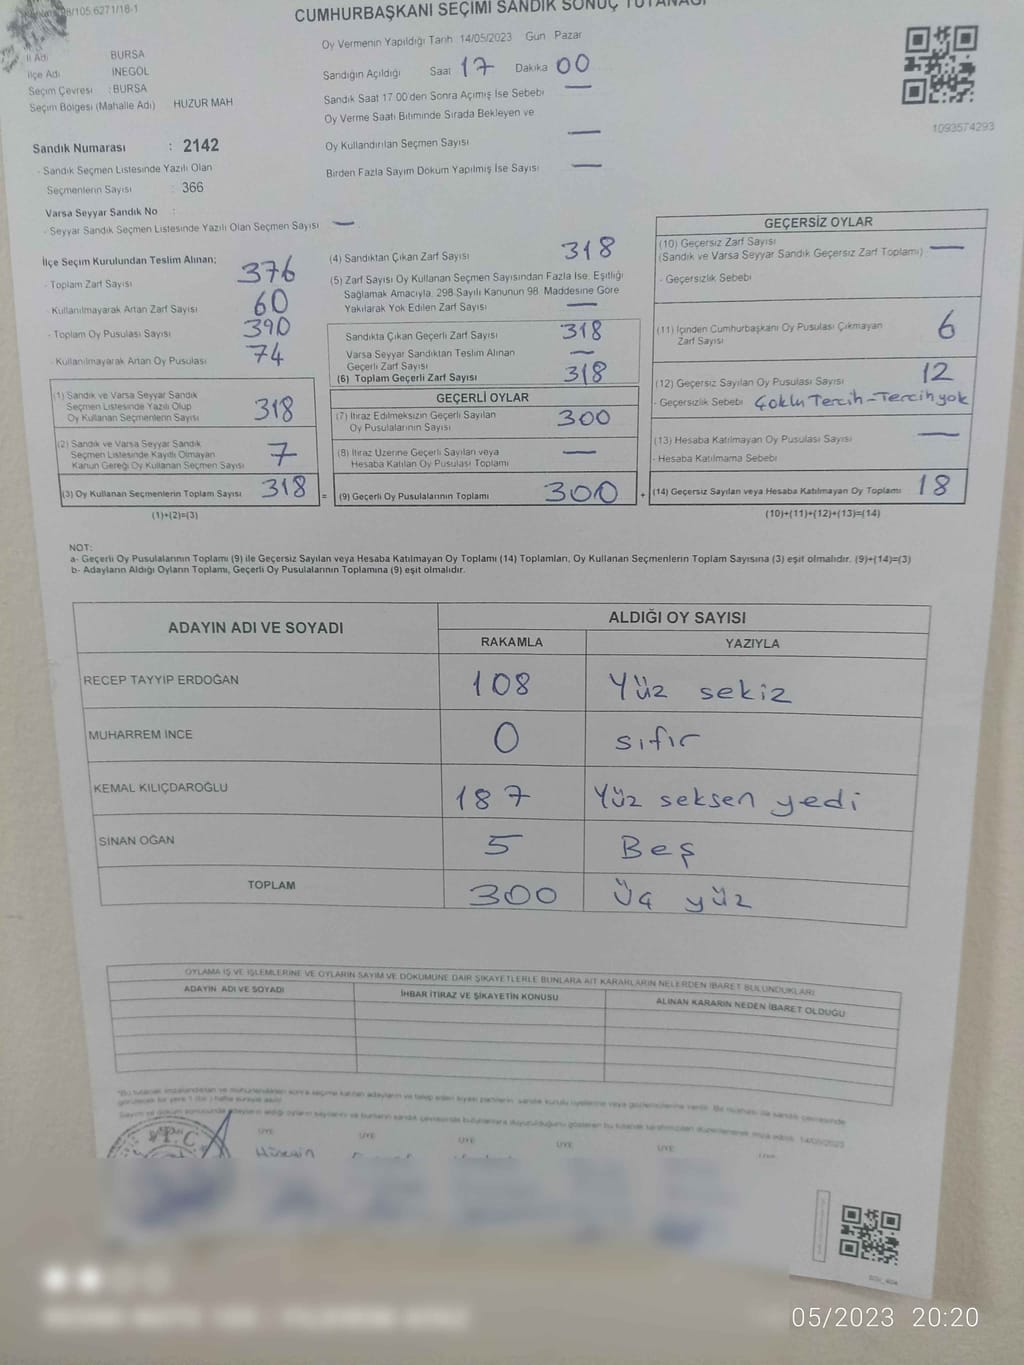 CUMHURBAŞKANI SEÇİMİ SANDIK SONUÇ TUTANAĞI
İl Adı BURSA
İlçe Adı İNEGÖL
Seçim Çevresi : BURSA
Seçim Bölgesi (Mahalle Adı) HUZUR MAH
Sandık Numarası : 2142
- Sandık Seçmen Listesinde Yazılı Olan
Seçmenlerin Sayısı : 366
Varsa Seyyar Sandık No :
- Seyyar Sandık Seçmen Listesinde Yazılı Olan Seçmen Sayısı —
Oy Vermenin Yapıldığı Tarih 14/05/2023 Gün Pazar
Sandığın Açıldığı Saat 17 Dakika 00
Sandık Saat 17 00'den Sonra Açımış İse Sebebi —
Oy Verme Saati Bitiminde Sırada Bekleyen ve
Oy Kullandırılan Seçmen Sayısı —
Birden Fazla Sayım Döküm Yapılmış İse Sayısı —
1093574293
İlçe Seçim Kurulundan Teslim Alınan:
- Toplam Zarf Sayısı 376
- Kullanılmayarak Artan Zarf Sayısı 60
- Toplam Oy Pusulası Sayısı 390
- Kullanılmayarak Artan Oy Pusulası 74
(1) Sandık ve Varsa Seyyar Sandık
Seçmen Listesinde Yazılı Olup
Oy Kullanan Seçmenlerin Sayısı 318
(2) Sandık ve Varsa Seyyar Sandık
Seçmen Listesinde Kayıtlı Olmayan
Kanun Gereği Oy Kullanan Seçmen Sayısı 7
(3) Oy Kullanan Seçmenlerin Toplam Sayısı 318
(1)+(2)=(3)
(4) Sandıktan Çıkan Zarf Sayısı 318
(5) Zarf Sayısı Oy Kullanan Seçmen Sayısından Fazla İse, Eşitliği
Sağlamak Amacıyla, 298 Sayılı Kanunun 98. Maddesine Göre
Yakılarak Yok Edilen Zarf Sayısı —
Sandıkta Çıkan Geçerli Zarf Sayısı 318
Varsa Seyyar Sandıktan Teslim Alınan
Geçerli Zarf Sayısı —
(6) Toplam Geçerli Zarf Sayısı 318
GEÇERLİ OYLAR
(7) İtiraz Edilmeksizin Geçerli Sayılan
Oy Pusulalarının Sayısı 300
(8) İtiraz Üzerine Geçerli Sayılan veya
Hesaba Katılan Oy Pusulası Toplamı —
= (9) Geçerli Oy Pusulalarının Toplamı 300 +
GEÇERSİZ OYLAR
(10) Geçersiz Zarf Sayısı
(Sandık ve Varsa Seyyar Sandık Geçersiz Zarf Toplamı) —
- Geçersizlik Sebebi
(11) İçinden Cumhurbaşkanı Oy Pusulası Çıkmayan
Zarf Sayısı 6
(12) Geçersiz Sayılan Oy Pusulası Sayısı 12
- Geçersizlik Sebebi Çoklu Tercih-Tercih yok
(13) Hesaba Katılmayan Oy Pusulası Sayısı —
- Hesaba Katılmama Sebebi
(14) Geçersiz Sayılan veya Hesaba Katılmayan Oy Toplamı 18
(10)+(11)+(12)+(13)=(14)
NOT:
a- Geçerli Oy Pusulalarının Toplamı (9) ile Geçersiz Sayılan veya Hesaba Katılmayan Oy Toplamı (14) Toplamları, Oy Kullanan Seçmenlerin Toplam Sayısına (3) eşit olmalıdır. (9)+(14)=(3)
b- Adayların Aldığı Oyların Toplamı, Geçerli Oy Pusulalarının Toplamına (9) eşit olmalıdır.
ADAYIN ADI VE SOYADI ALDIĞI OY SAYISI
RAKAMLA YAZIYLA
RECEP TAYYİP ERDOĞAN 108 Yüz sekiz
MUHARREM İNCE 0 sıfır
KEMAL KILIÇDAROĞLU 187 Yüz seksen yedi
SİNAN OĞAN 5 Beş
TOPLAM 300 Üç yüz
OYLAMA İŞ VE İŞLEMLERİNE VE OYLARIN SAYIM VE DÖKÜMÜNE DAİR ŞİKAYETLERLE BUNLARA AİT KARARLARIN NELERDEN İBARET BULUNDUKLARI
ADAYIN ADI VE SOYADI İHBAR İTİRAZ VE ŞİKAYETİN KONUSU ALINAN KARARIN NEDEN İBARET OLDUĞU
T.C.
ÜYE ÜYE ÜYE ÜYE ÜYE
Hüseyin
05/2023 20:20